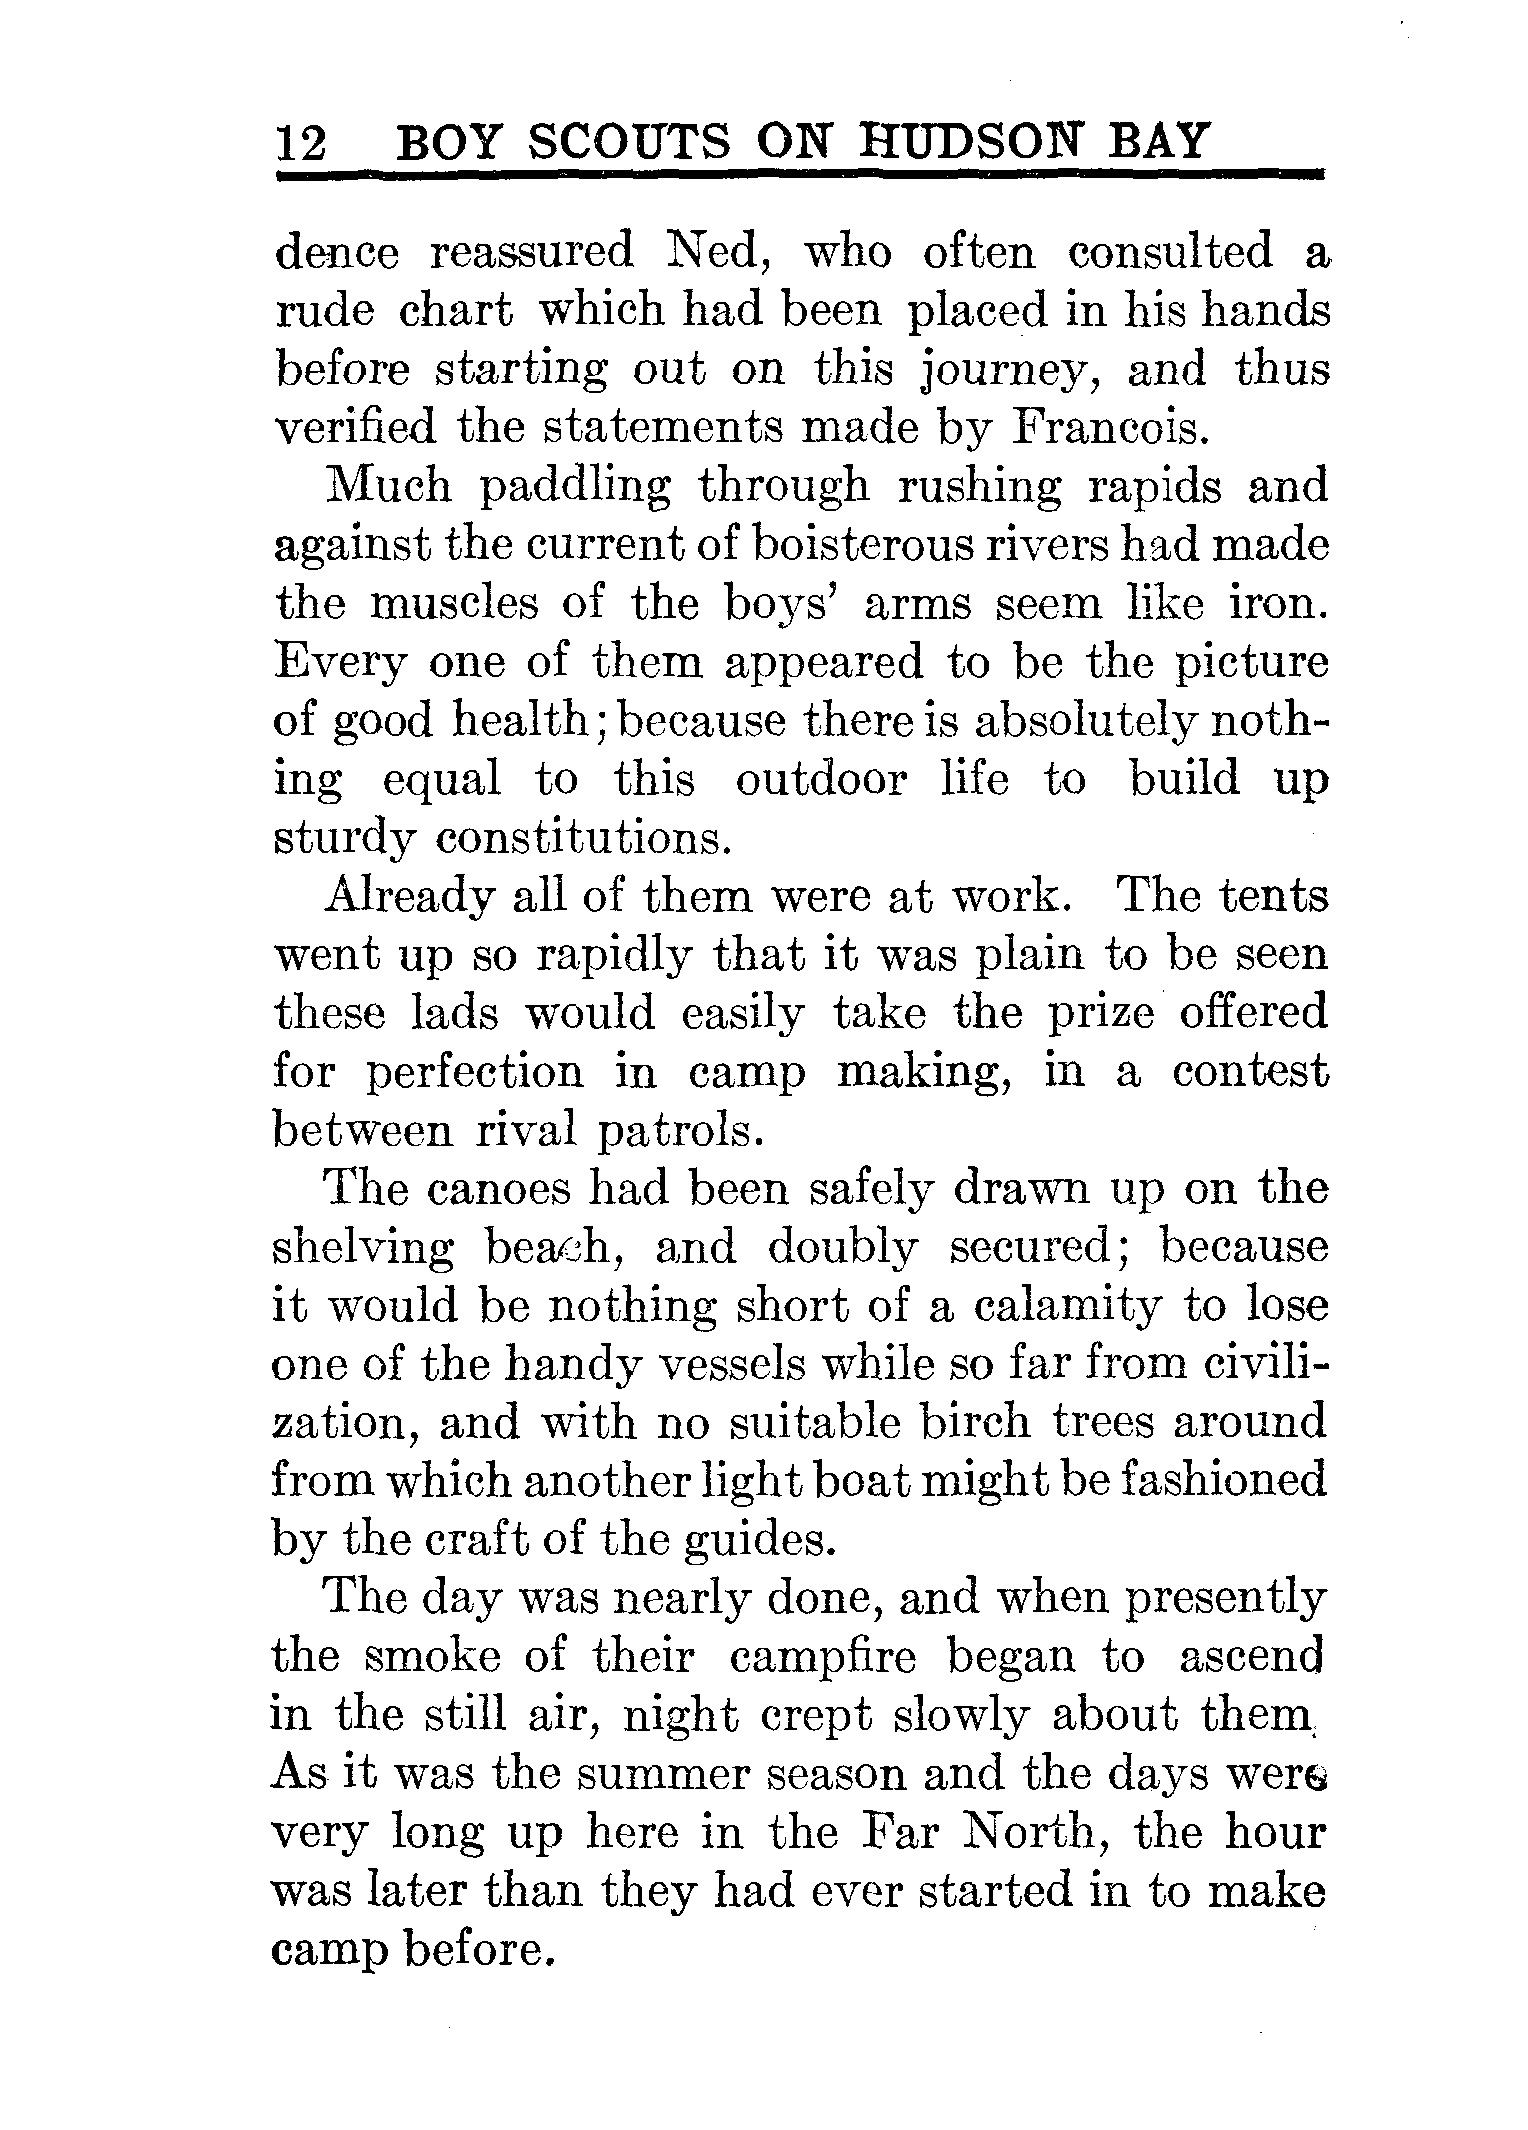 12 BOY SCOUTS ON HUDSON BAY
dence reassured Ned, who often consulted a
rude chart which had been placed in his hands
before starting out on this journey, and thus
verified the statements made by Francois.
Much paddling through rushing rapids and
against the current of boisterous rivers had made
the muscles of the boys' arms seem like iron.
Every one of them appeared to be the picture
of good health; because there is absolutely noth-
ing equal to this outdoor life to build up
sturdy constitutions.
Already all of them were at work. The tents
went up so rapidly that it was plain to be seen
these lads would easily take the prize offered
for perfection in camp making, in a contest
between rival patrols.
The canoes had been safely drawn up on the
shelving beach, and doubly secured; because
it would be nothing short of a calamity to lose
one of the handy vessels while so far from civili-
zation, and with no suitable birch trees around
from which another light boat might be fashioned
by the craft of the guides.
The day was nearly done, and when presently
the smoke of their campfire began to ascend
in the still air, night crept slowly about them.
As it was the summer season and the days were
very long up here in the Far North, the hour
was later than they had ever started in to make
camp before.